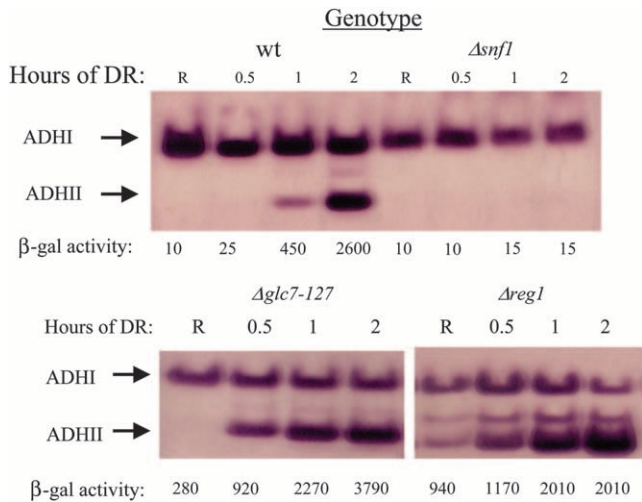 Genotype
wt Δsnf1
Hours of DR: R 0.5 1 2 R 0.5 1 2
ADHI
ADHII
β-gal activity: 10 25 450 2600 10 10 15 15
Δglc7-127 Δreg1
Hours of DR: R 0.5 1 2 R 0.5 1 2
ADHI
ADHII
β-gal activity: 280 920 2270 3790 940 1170 2010 2010